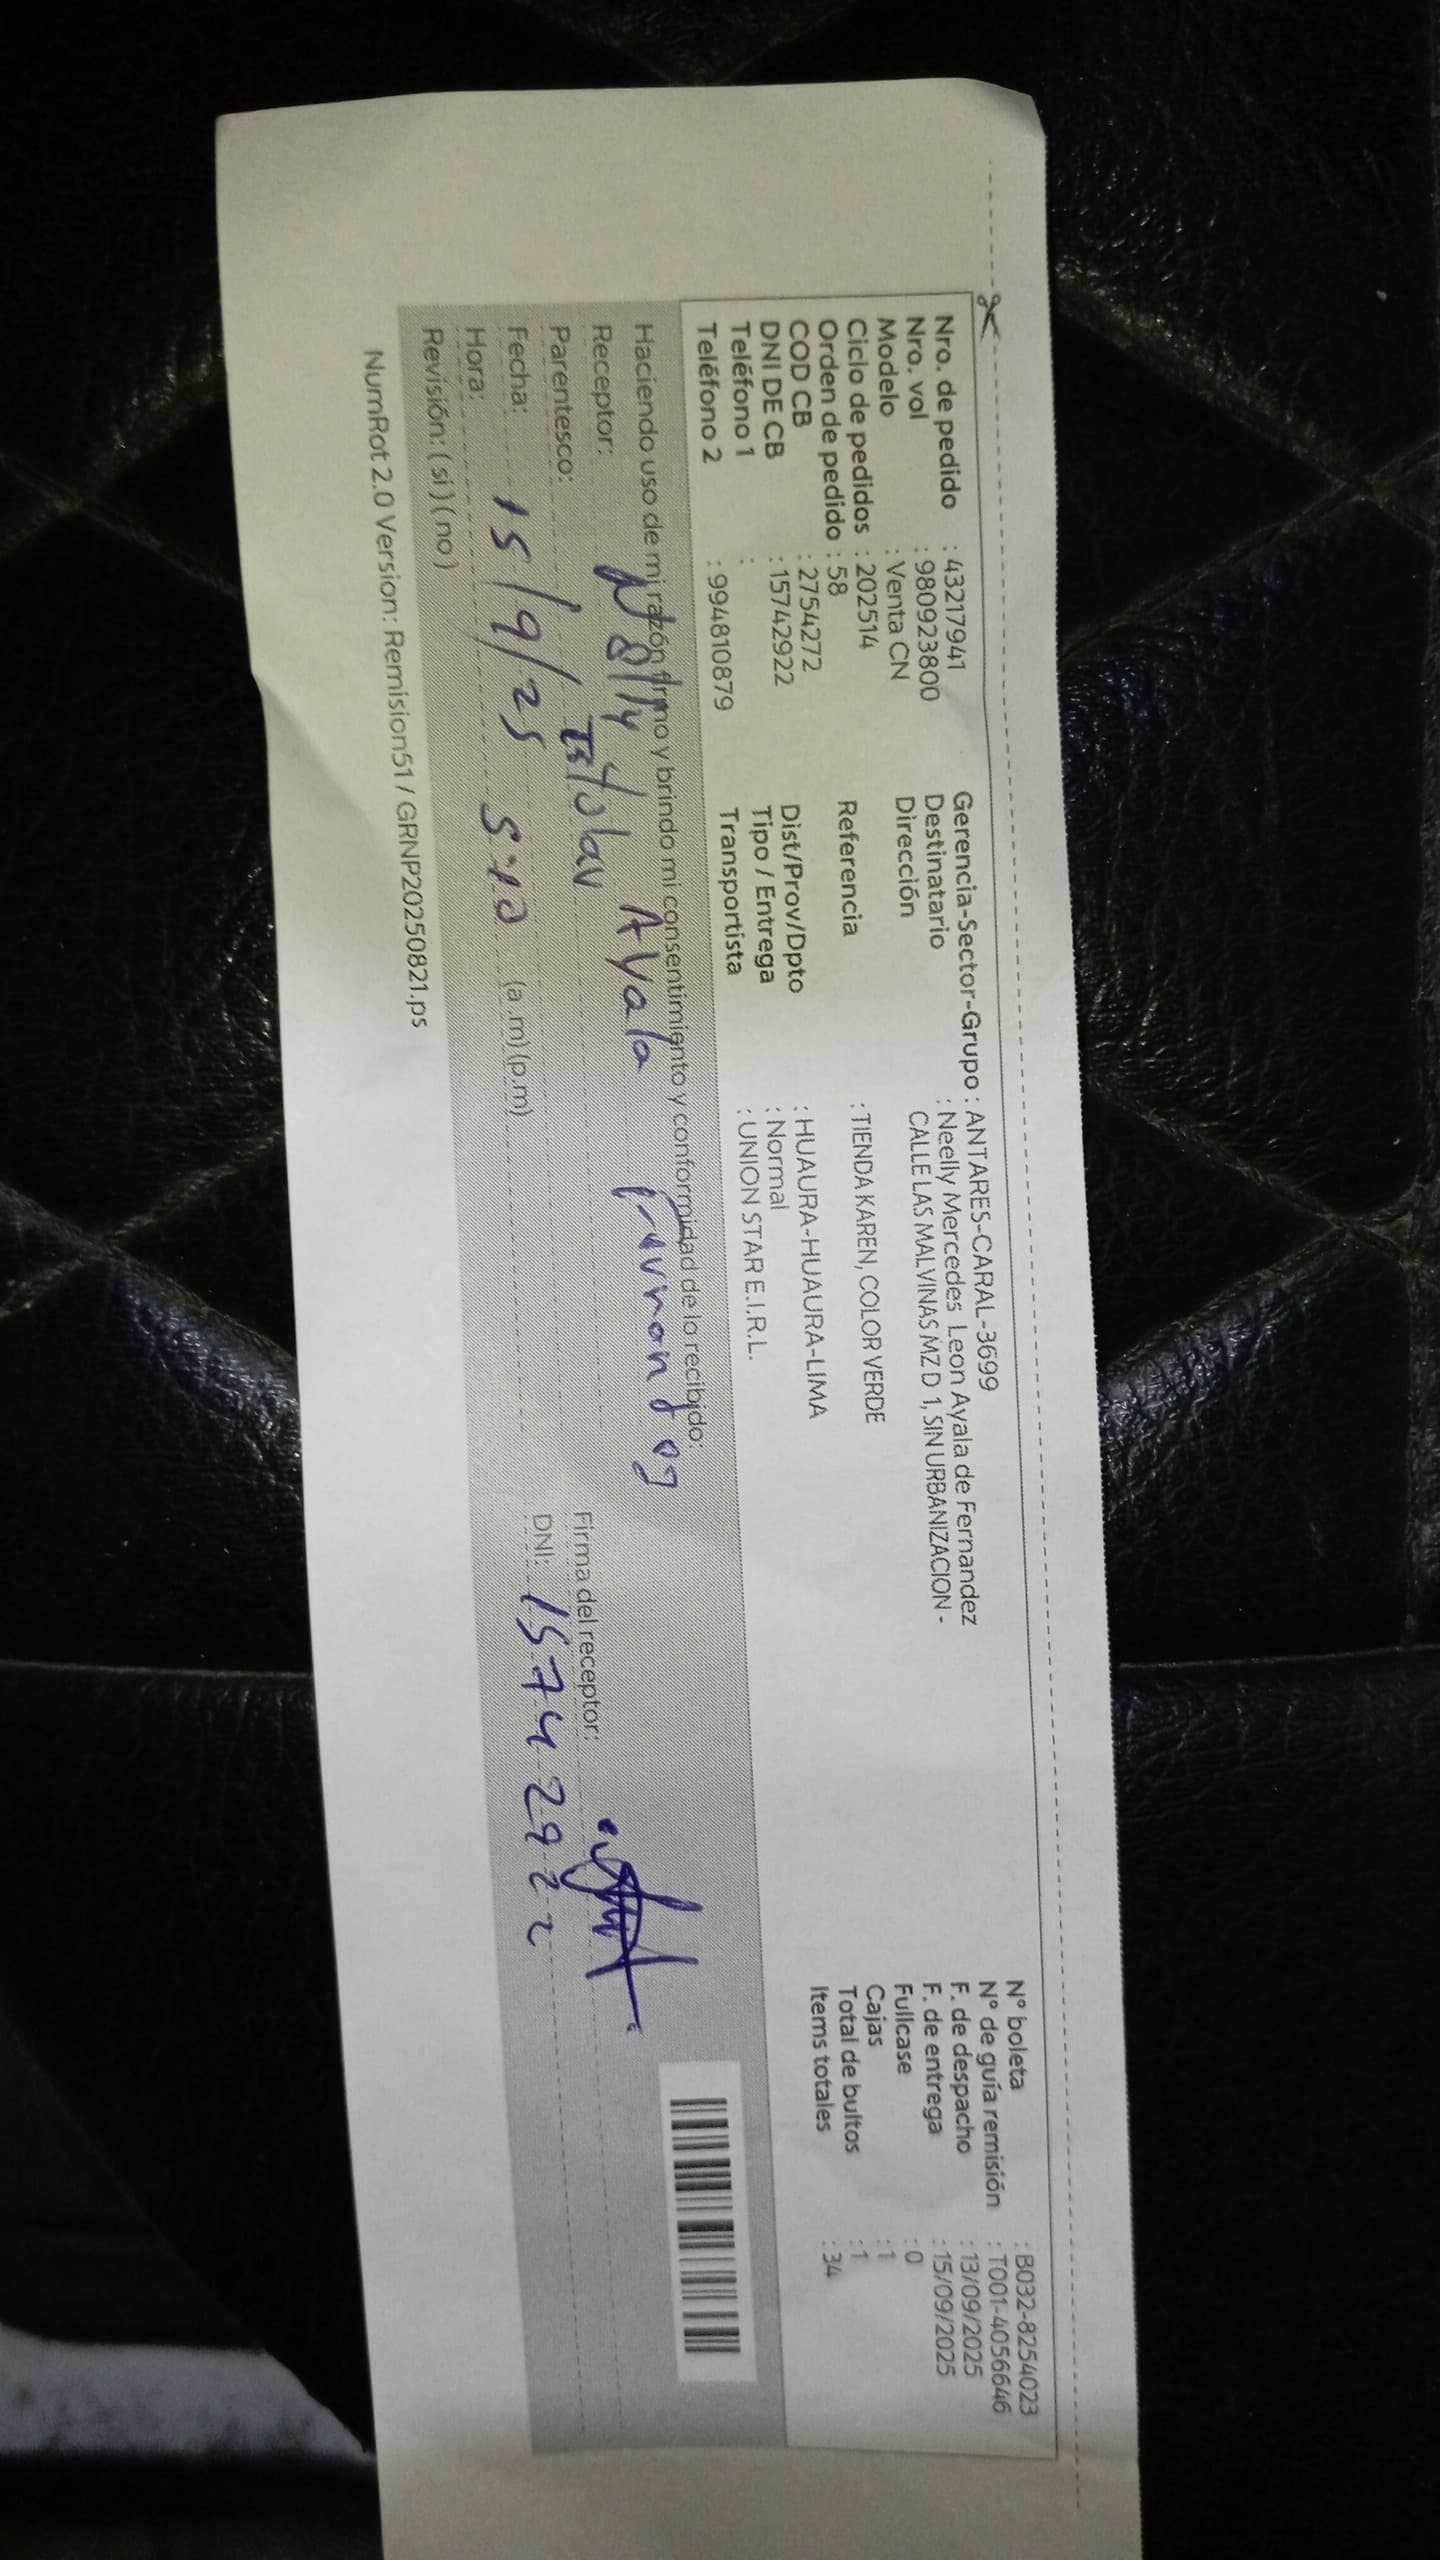 Nro. de pedido : 43217941
Nro. vol : 980923800
Modelo : Venta CN
Ciclo de pedidos : 202514
Orden de pedido : 58
COD CB : 2754272
DNI DE CB : 15742922
Teléfono 1 :
Teléfono 2 : 994810879
Gerencia-Sector-Grupo : ANTARES-CARAL-3699
Destinatario : Neelly Mercedes Leon Ayala de Fernandez
Dirección CALLE LAS MALVINAS MZ D 1, SIN URBANIZACION -
Referencia : TIENDA KAREN, COLOR VERDE
Dist/Prov/Dpto : HUAURA-HUAURA-LIMA
Tipo / Entrega : Normal
Transportista : UNION STAR E.I.R.L.
N° boleta : B032-8254023
N° de guía remisión : T001-4056646
F. de despacho : 13/09/2025
F. de entrega : 15/09/2025
Fullcase : 0
Cajas : 1
Total de bultos : 1
Items totales : 34
Haciendo uso de mi razón firmo y brindo mi consentimiento y conformidad de lo recibido:
Receptor: Ayala
Parentesco:
Fecha: 15/9/25
Hora: (a.m) (p.m)
Revisión: ( si ) ( no )
Firma del receptor:
DNI: 15742922
NumRot 2.0 Version: Remision51 / GRNP20250821.ps